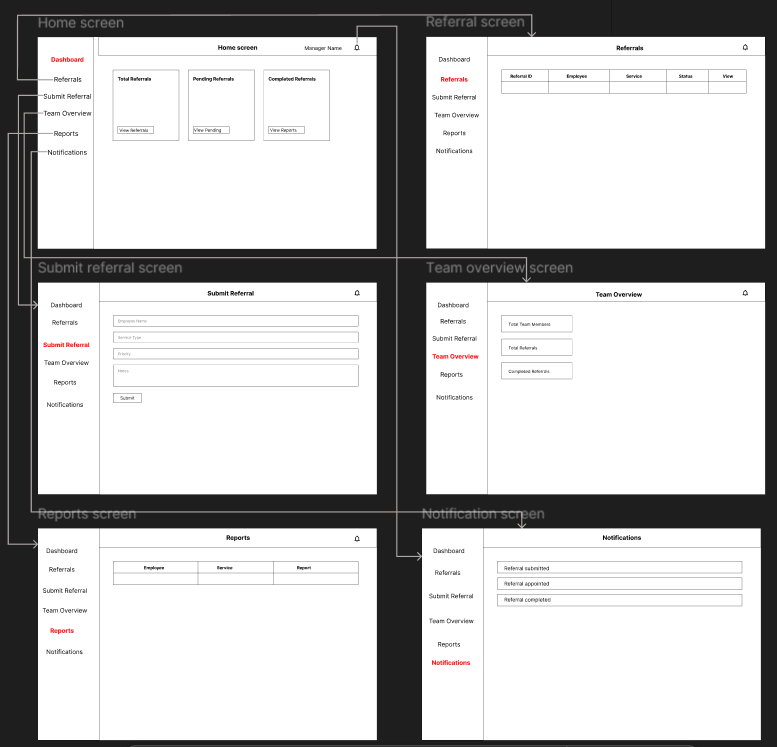 Home screen
Home screen
Manager Name
Dashboard
Referrals
Submit Referral
Team Overview
Reports
Notifications
Total Referrals
View Referrals
Pending Referrals
View Pending
Completed Referrals
View Reports
Referral screen
Referrals
Dashboard
Referrals
Submit Referral
Team Overview
Reports
Notifications
Referral ID Employee Service Status View
Submit referral screen
Submit Referral
Dashboard
Referrals
Submit Referral
Team Overview
Reports
Notifications
Employee Name
Service Type
Priority
Notes
Submit
Team overview screen
Team Overview
Dashboard
Referrals
Submit Referral
Team Overview
Reports
Notifications
Total Team Members
Total Referrals
Completed Referrals
Reports screen
Reports
Dashboard
Referrals
Submit Referral
Team Overview
Reports
Notifications
Employee Service Report
Notification screen
Notifications
Dashboard
Referrals
Submit Referral
Team Overview
Reports
Notifications
Referral submitted
Referral appointed
Referral completed